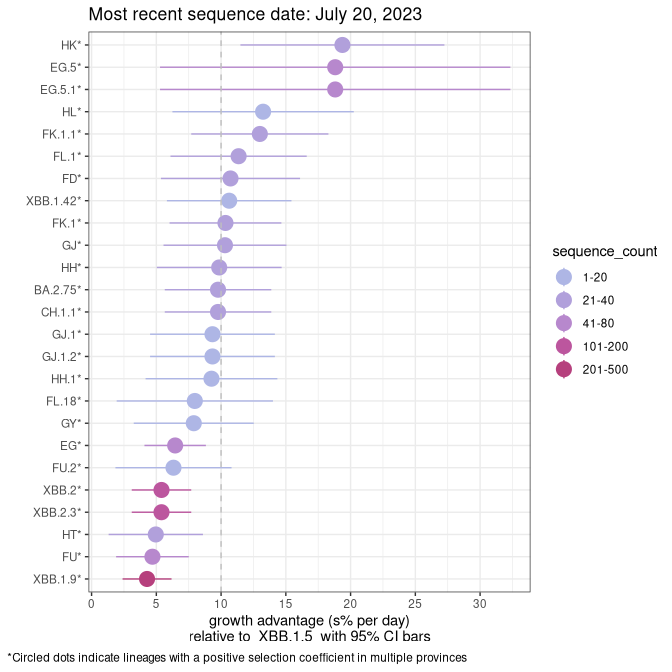 Most recent sequence date: July 20, 2023
HK*
EG.5*
EG.5.1*
HL*
FK.1.1*
FL.1*
FD*
XBB.1.42*
FK.1*
GJ*
HH*
BA.2.75*
CH.1.1*
GJ.1*
GJ.1.2*
HH.1*
FL.18*
GY*
EG*
FU.2*
XBB.2*
XBB.2.3*
HT*
FU*
XBB.1.9*
0 5 10 15 20 25 30
growth advantage (s% per day)
relative to XBB.1.5 with 95% CI bars
sequence_count
1-20
21-40
41-80
101-200
201-500
*Circled dots indicate lineages with a positive selection coefficient in multiple provinces